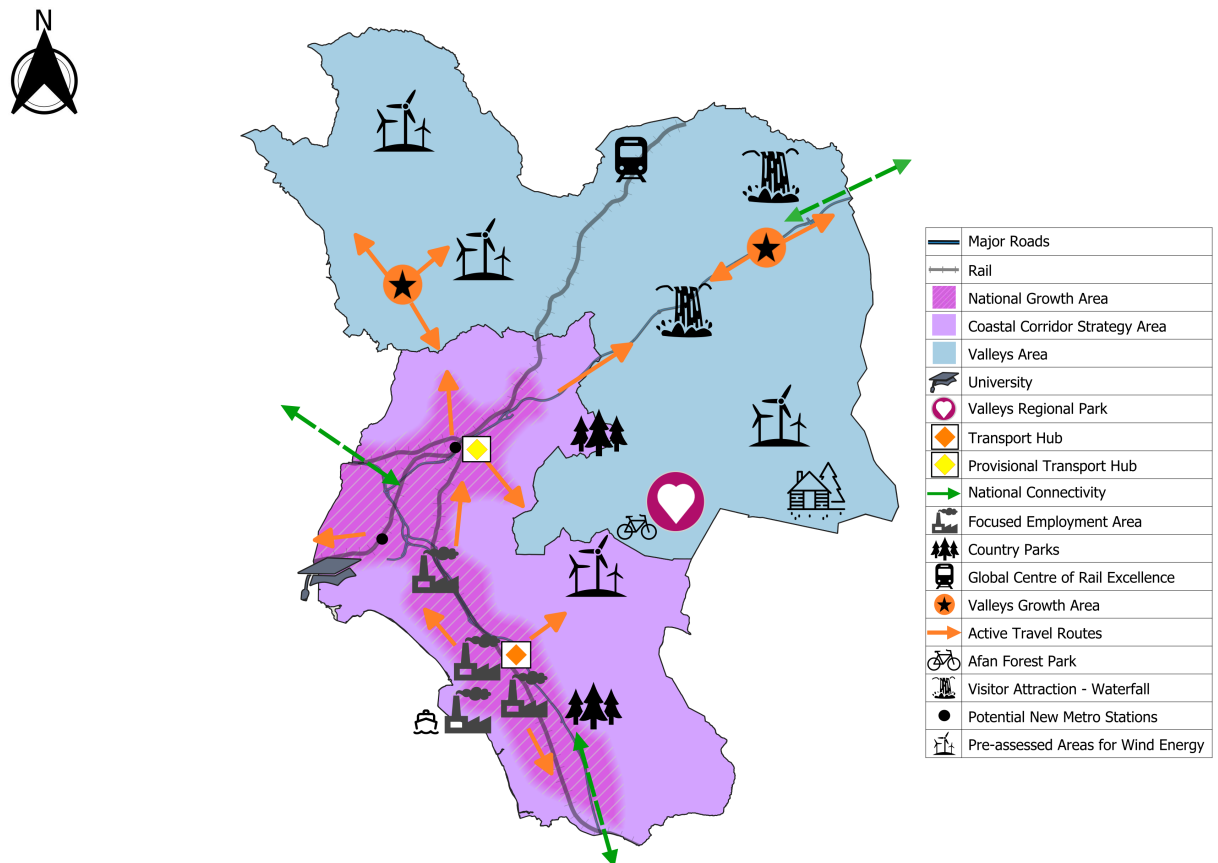 N
Major Roads
Rail
National Growth Area
Coastal Corridor Strategy Area
Valleys Area
University
Valleys Regional Park
Transport Hub
Provisional Transport Hub
National Connectivity
Focused Employment Area
Country Parks
Global Centre of Rail Excellence
Valleys Growth Area
Active Travel Routes
Afan Forest Park
Visitor Attraction - Waterfall
Potential New Metro Stations
Pre-assessed Areas for Wind Energy